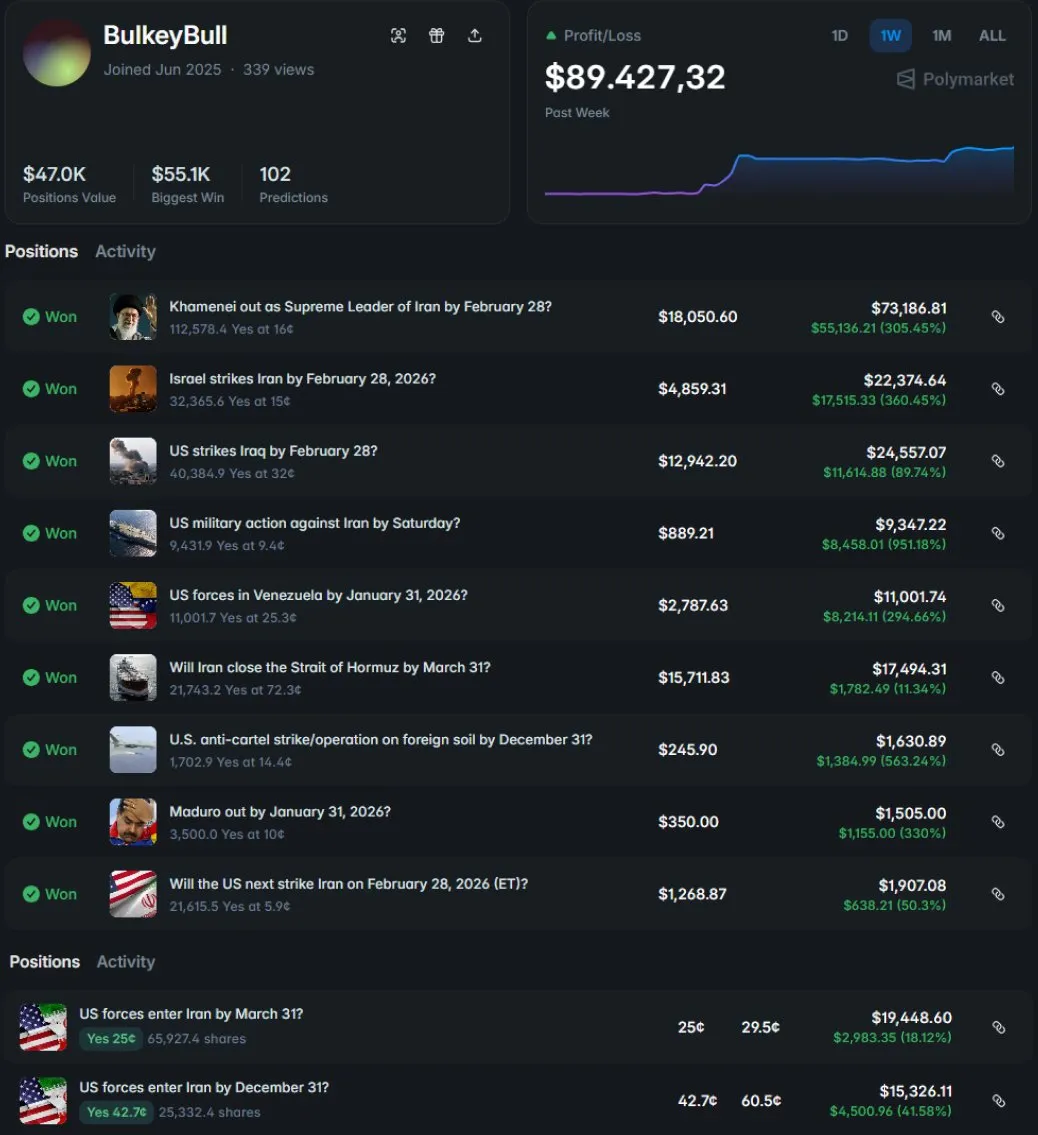 BulkeyBull
Joined Jun 2025 · 339 views
$47.0K
Positions Value
$55.1K
Biggest Win
102
Predictions
Profit/Loss
1D
1W
1M
ALL
$89.427,32
Polymarket
Past Week
Positions Activity
Won
Khamenei out as Supreme Leader of Iran by February 28?
112,578.4 Yes at 16¢
$18,050.60
$73,186.81
$55,136.21 (305.45%)
Won
Israel strikes Iran by February 28, 2026?
32,365.6 Yes at 15¢
$4,859.31
$22,374.64
$17,515.33 (360.45%)
Won
US strikes Iraq by February 28?
40,384.9 Yes at 32¢
$12,942.20
$24,557.07
$11,614.88 (89.74%)
Won
US military action against Iran by Saturday?
9,431.9 Yes at 9.4¢
$889.21
$9,347.22
$8,458.01 (951.18%)
Won
US forces in Venezuela by January 31, 2026?
11,001.7 Yes at 25.3¢
$2,787.63
$11,001.74
$8,214.11 (294.66%)
Won
Will Iran close the Strait of Hormuz by March 31?
21,743.2 Yes at 72.3¢
$15,711.83
$17,494.31
$1,782.49 (11.34%)
Won
U.S. anti-cartel strike/operation on foreign soil by December 31?
1,702.9 Yes at 14.4¢
$245.90
$1,630.89
$1,384.99 (563.24%)
Won
Maduro out by January 31, 2026?
3,500.0 Yes at 10¢
$350.00
$1,505.00
$1,155.00 (330%)
Won
Will the US next strike Iran on February 28, 2026 (ET)?
21,615.5 Yes at 5.9¢
$1,268.87
$1,907.08
$638.21 (50.3%)
Positions Activity
US forces enter Iran by March 31?
Yes 25¢ 65,927.4 shares
25¢
29.5¢
$19,448.60
$2,983.35 (18.12%)
US forces enter Iran by December 31?
Yes 42.7¢ 25,332.4 shares
42.7¢
60.5¢
$15,326.11
$4,500.96 (41.58%)